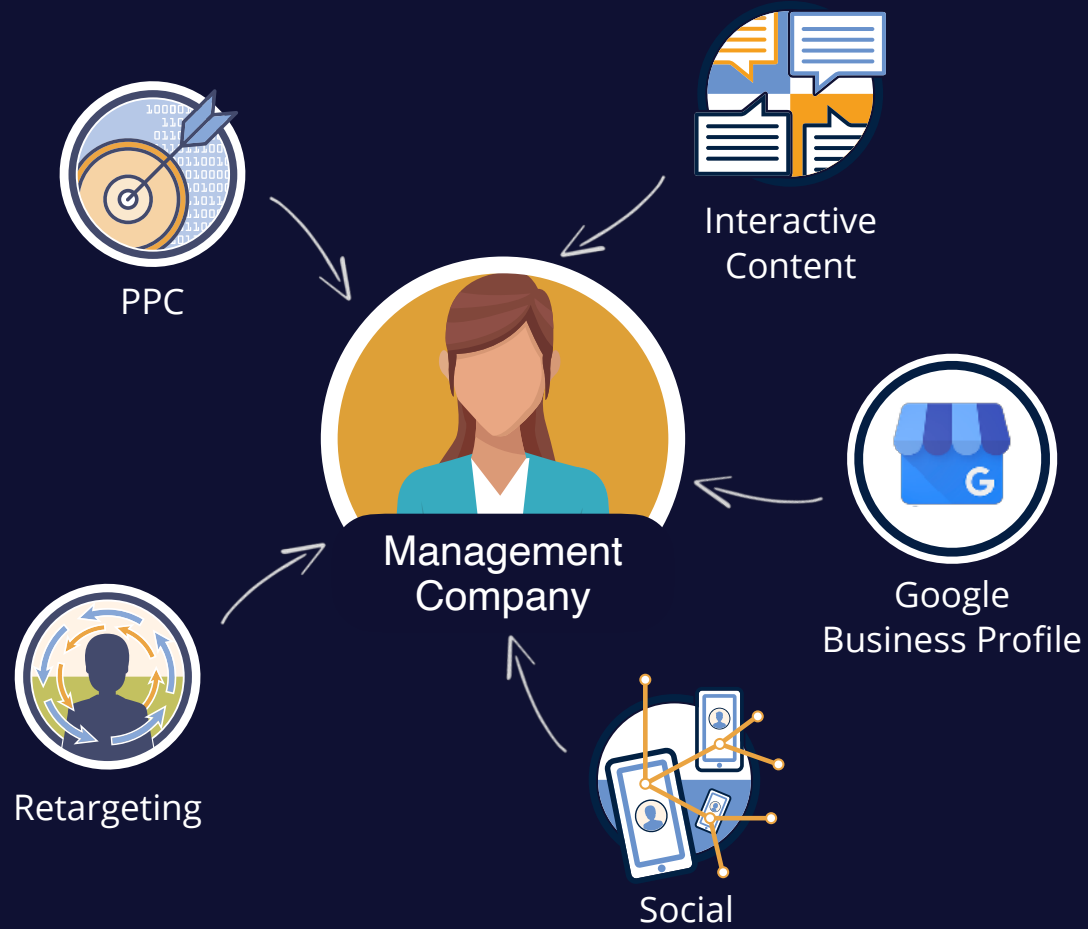 Interactive
Content
PPC
Management
Company
G
Google
Business Profile
Retargeting
Social